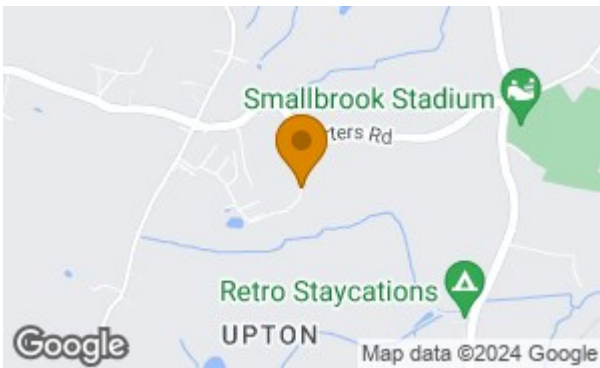 Smallbrook Stadium
rters Rd
Retro Staycations
UPTON
Google
Map data ©2024 Google